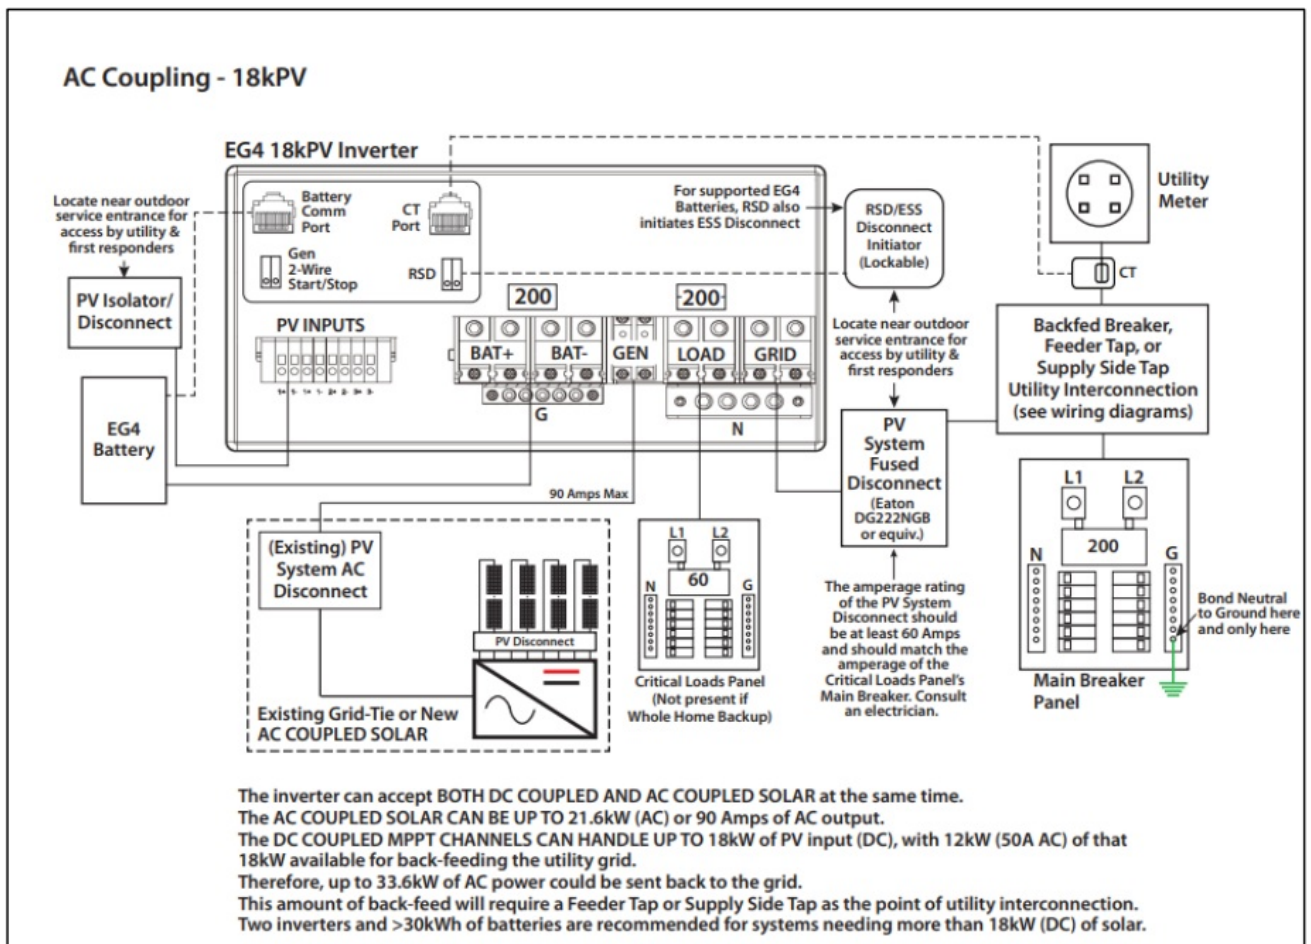 AC Coupling - 18kPV
EG4 18kPV Inverter
Locate near outdoor
service entrance for
access by utility &
first responders
PV Isolator/
Disconnect
EG4
Battery
Battery
Comm
Port
CT
Port
Gen
2-Wire
Start/Stop
RSD
PV INPUTS
1+ 1- 1+ 1- 2+ 2- 3+ 3-
For supported EG4
Batteries, RSD also
initiates ESS Disconnect
200
-200-
BAT+
BAT-
GEN
LOAD
GRID
G
N
RSD/ESS
Disconnect
Initiator
(Lockable)
Utility
Meter
CT
Locate near outdoor
service entrance for
access by utility &
first responders
Backfed Breaker,
Feeder Tap, or
Supply Side Tap
Utility Interconnection
(see wiring diagrams)
PV
System
Fused
Disconnect
(Eaton
DG222NGB
or equiv.)
The amperage rating
of the PV System
Disconnect should
be at least 60 Amps
and should match the
amperage of the
Critical Loads Panel's
Main Breaker. Consult
an electrician.
90 Amps Max
(Existing) PV
System AC
Disconnect
PV Disconnect
Existing Grid-Tie or New
AC COUPLED SOLAR
L1 L2
60
N G
Critical Loads Panel
(Not present if
Whole Home Backup)
L1 L2
200
N G
Bond Neutral
to Ground here
and only here
Main Breaker
Panel
The inverter can accept BOTH DC COUPLED AND AC COUPLED SOLAR at the same time.
The AC COUPLED SOLAR CAN BE UP TO 21.6kW (AC) or 90 Amps of AC output.
The DC COUPLED MPPT CHANNELS CAN HANDLE UP TO 18kW of PV input (DC), with 12kW (50A AC) of that
18kW available for back-feeding the utility grid.
Therefore, up to 33.6kW of AC power could be sent back to the grid.
This amount of back-feed will require a Feeder Tap or Supply Side Tap as the point of utility interconnection.
Two inverters and >30kWh of batteries are recommended for systems needing more than 18kW (DC) of solar.